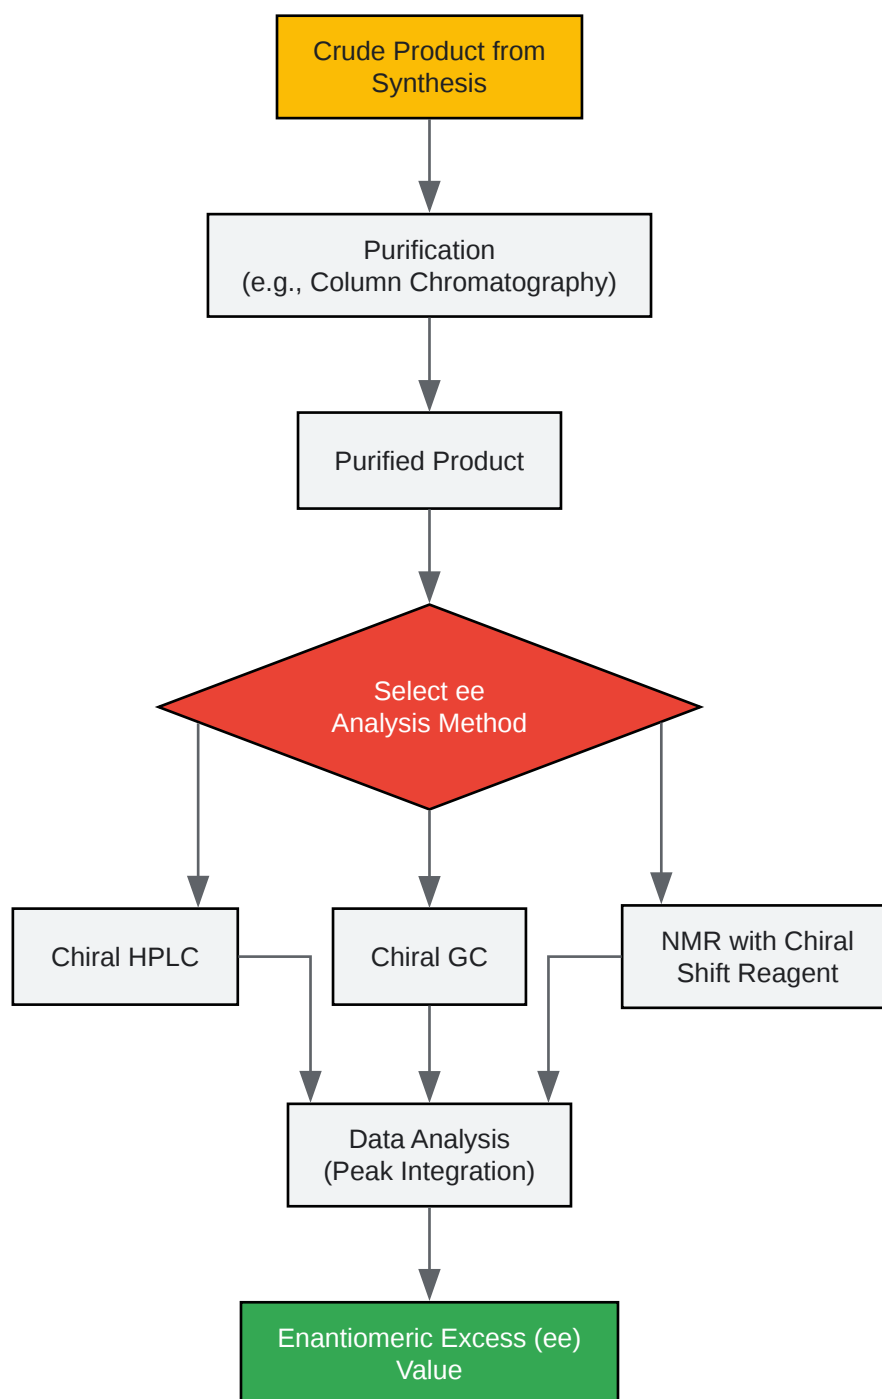 Crude Product from
Synthesis
Purification
(e.g., Column Chromatography)
Purified Product
Select ee
Analysis Method
Chiral HPLC
Chiral GC
NMR with Chiral
Shift Reagent
Data Analysis
(Peak Integration)
Enantiomeric Excess (ee)
Value